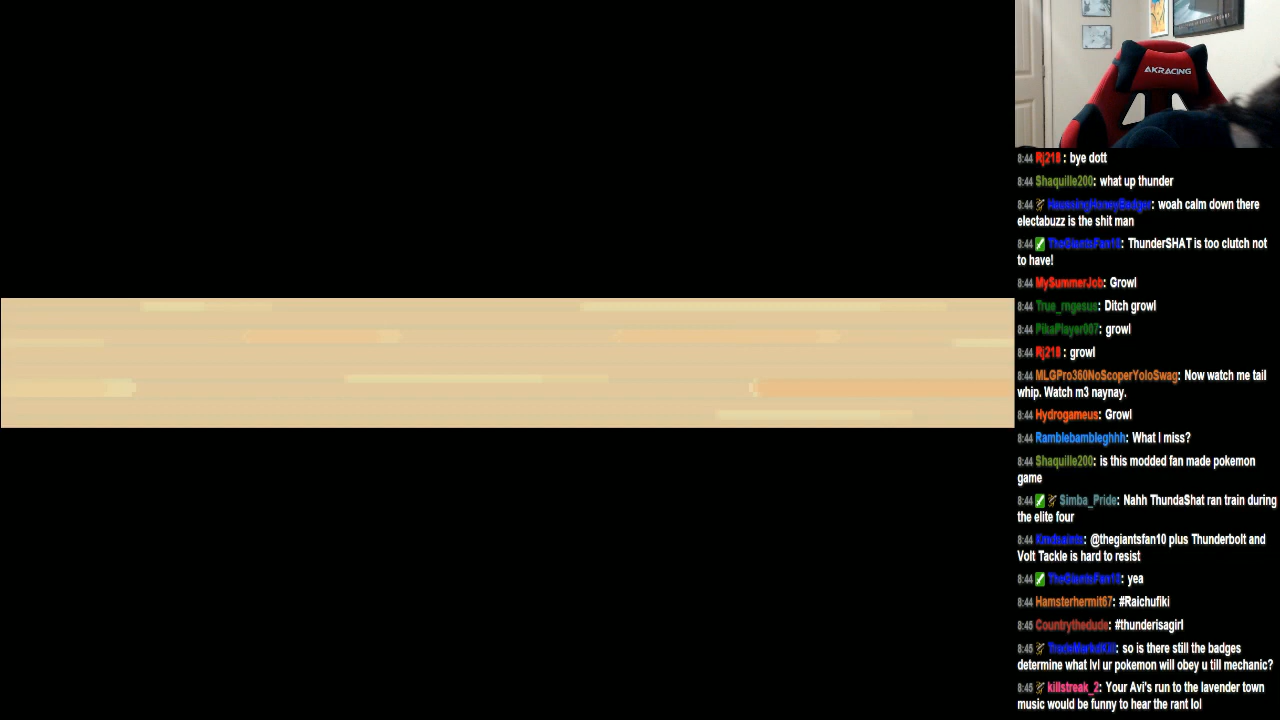 AKRACING
8:44 Rj218 : bye dott
8:44 Shaquille200: what up thunder
8:44 MassagingHoneyBadger: woah calm down there
electabuzz is the shit man
8:44 TheGiantsFan10: ThunderSHAT is too clutch not
to have!
8:44 MySummerJob: Growl
8:44 True_rngesus: Ditch growl
8:44 PikaPlayer007: growl
8:44 Rj218 : growl
8:44 MLGPro360NoScoperYoloSwag: Now watch me tail
whip. Watch m3 naynay.
8:44 Hydrogameus: Growl
8:44 Ramblebambleghhh: What I miss?
8:44 Shaquille200: is this modded fan made pokemon
game
8:44 Simba_Pride: Nahh ThundaShat ran train during
the elite four
8:44 : @thegiantsfan10 plus Thunderbolt and
Volt Tackle is hard to resist
8:44 TheGiantsFan10: yea
8:44 Hamsterhermit67: #Raichufiki
8:45 Countrythedude: #thunderisagirl
8:45 : so is there still the badges
determine what lvl ur pokemon will obey u till mechanic?
8:45 killstreak_2: Your Avi's run to the lavender town
music would be funny to hear the rant lol